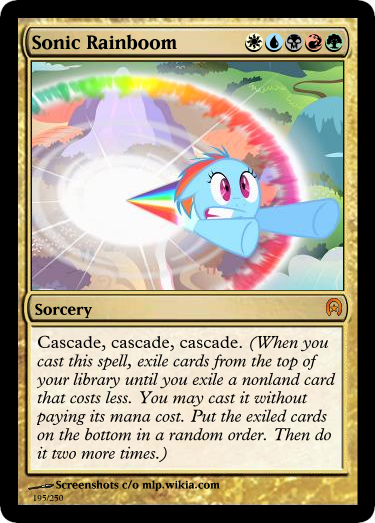 Sonic Rainboom
Sorcery
Cascade, cascade, cascade. (When you
cast this spell, exile cards from the top of
your library until you exile a nonland card
that costs less. You may cast it without
paying its mana cost. Put the exiled cards
on the bottom in a random order. Then do
it two more times.)
Screenshots c/o mlp.wikia.com
195/250